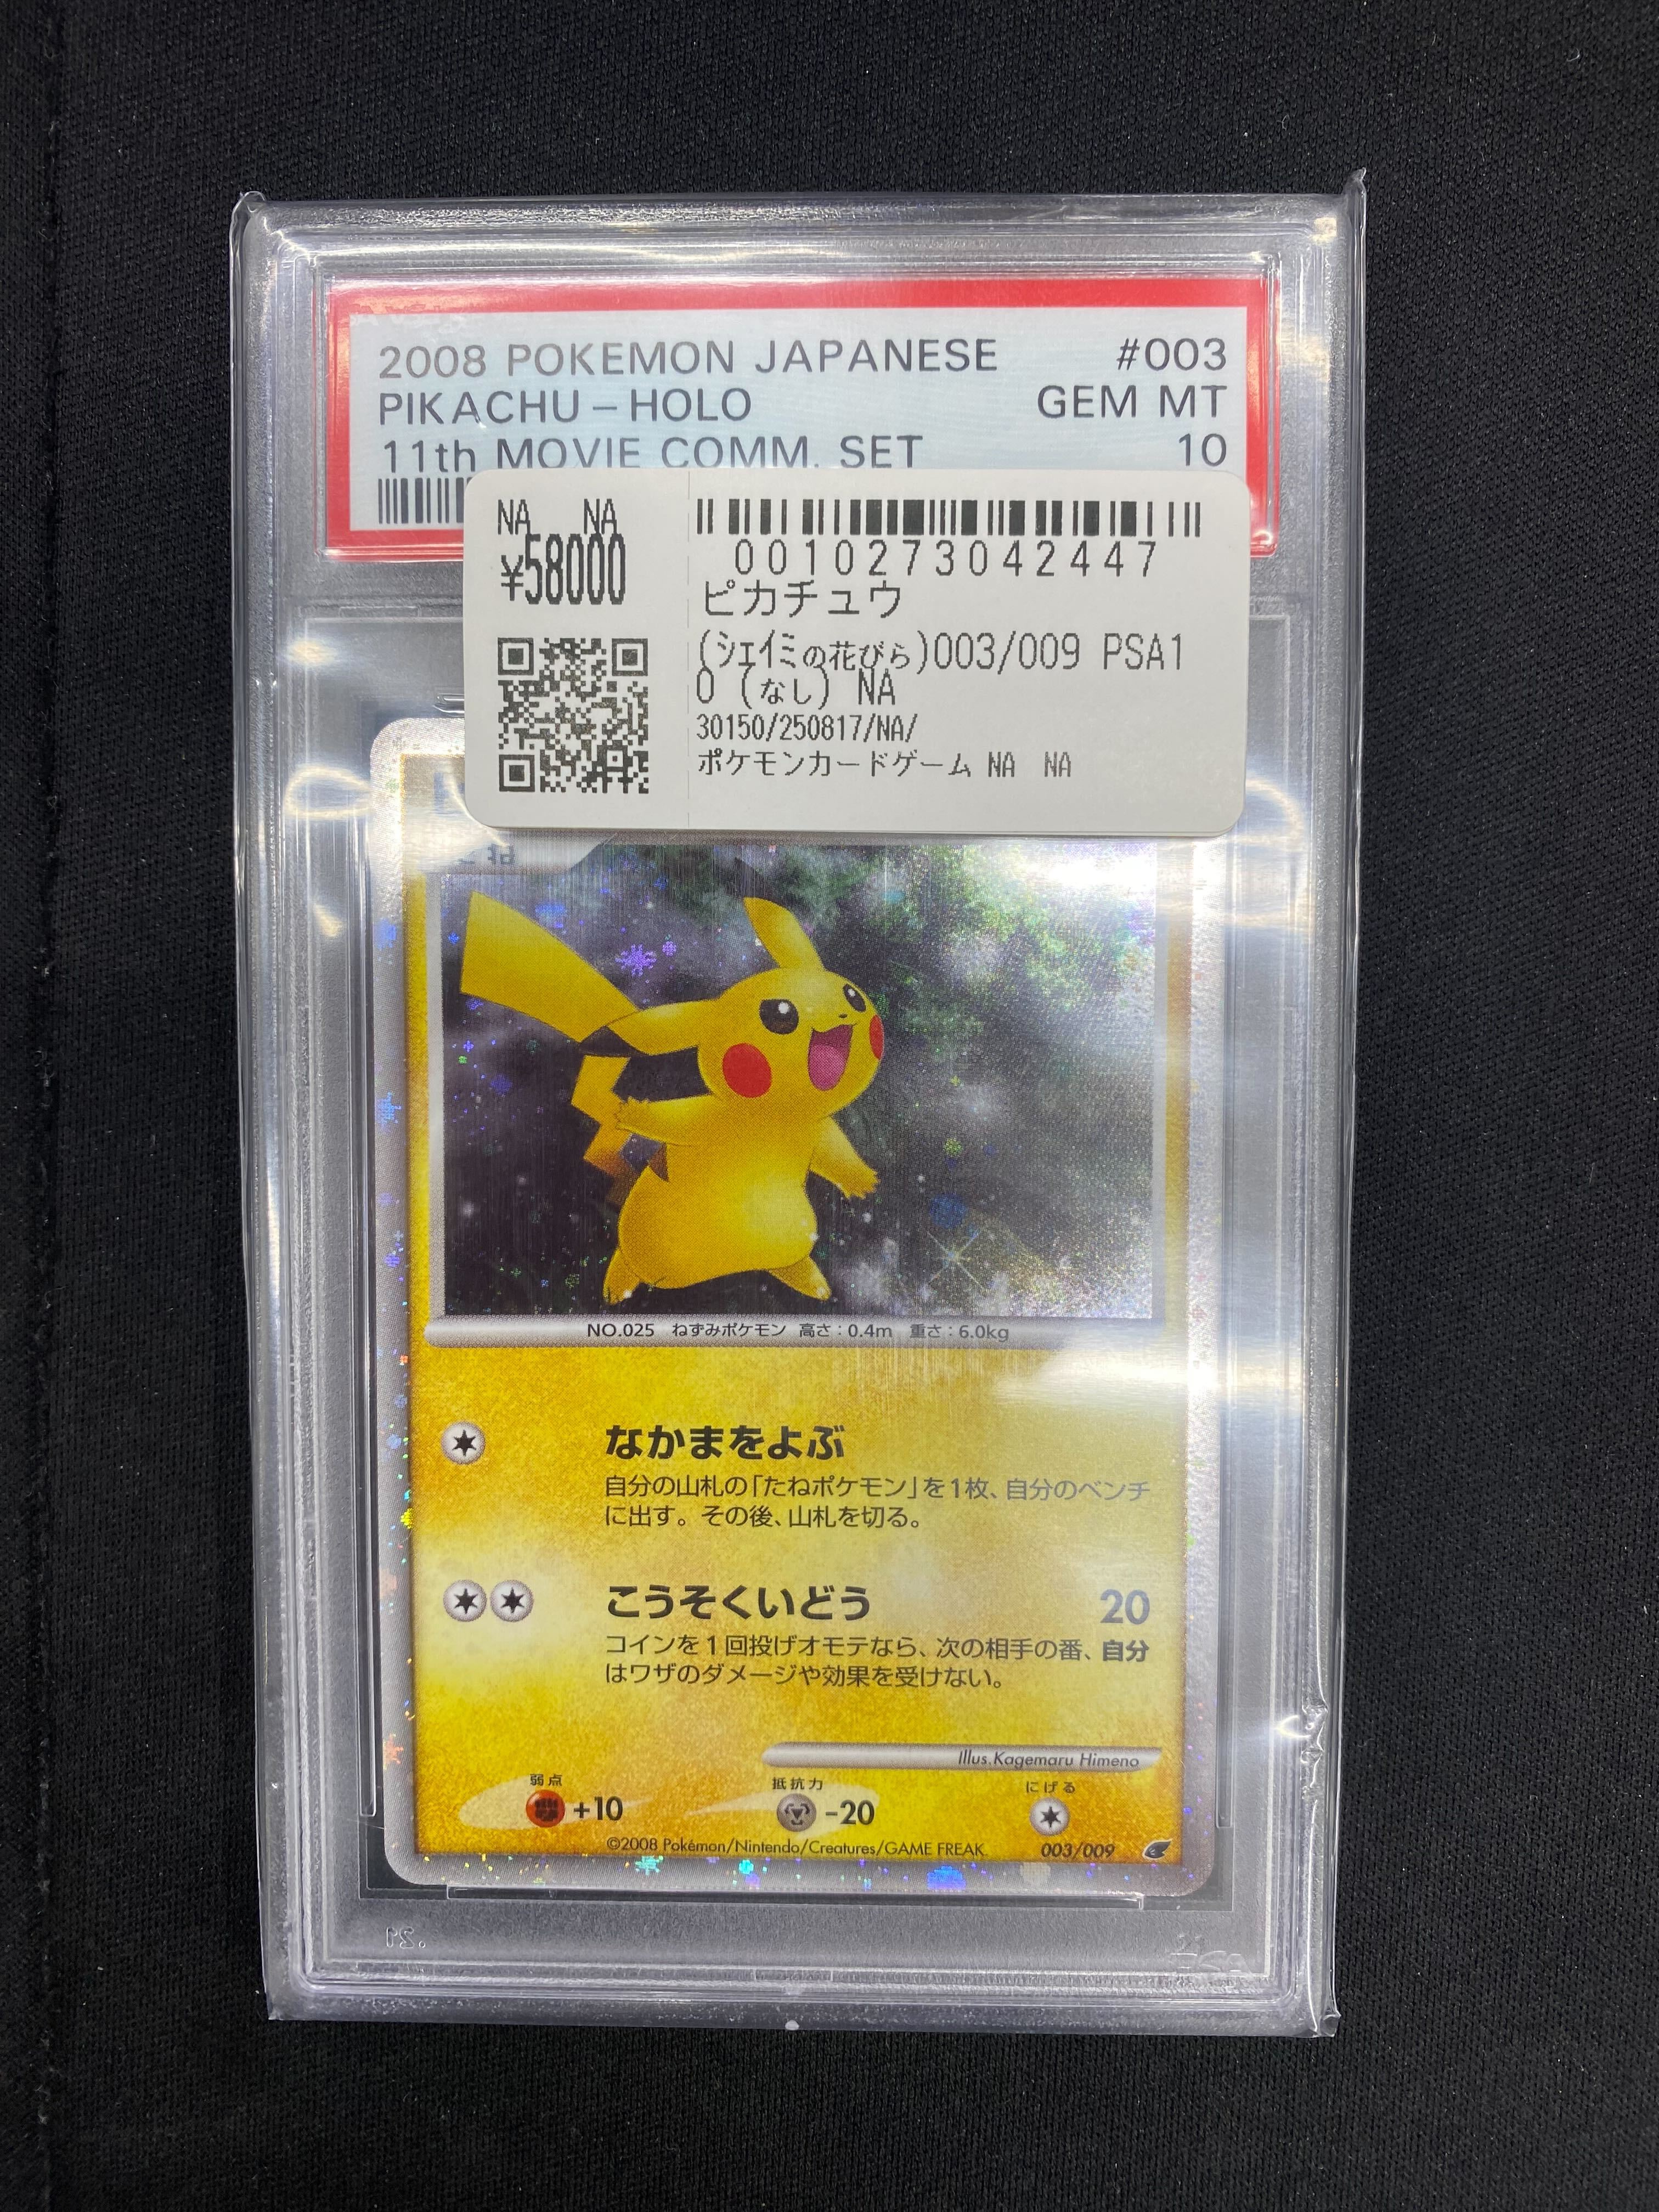 2008 POKEMON JAPANESE #003
PIKACHU – HOLO GEM MT
11th MOVIE COMM. SET 10
NA NA
¥58000
0010273042447
ピカチュウ
(シェイミの花びら)003/009 PSA1
0 (なし) NA
30150/250817/NA/
ポケモンカードゲーム NA NA
NO.025 ねずみポケモン 高さ：0.4m 重さ：6.0kg
なかまをよぶ
自分の山札の「たねポケモン」を1枚、自分のベンチ
に出す。その後、山札を切る。
こうそくいどう 20
コインを1回投げオモテなら、次の相手の番、自分
はワザのダメージや効果を受けない。
Illus.Kagemaru Himeno
弱点 抵抗力 にげる
+10 −20
©2008 Pokémon/Nintendo/Creatures/GAME FREAK 003/009